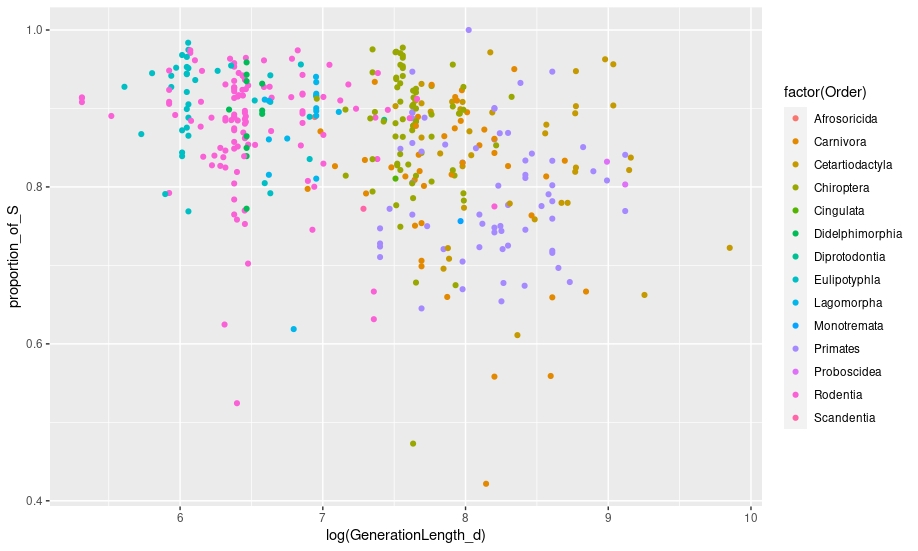 1.0
0.8
0.6
0.4
proportion_of_S
6
7
8
9
10
log(GenerationLength_d)
factor(Order)
Afrosoricida
Carnivora
Cetartiodactyla
Chiroptera
Cingulata
Didelphimorphia
Diprotodontia
Eulipotyphla
Lagomorpha
Monotremata
Primates
Proboscidea
Rodentia
Scandentia